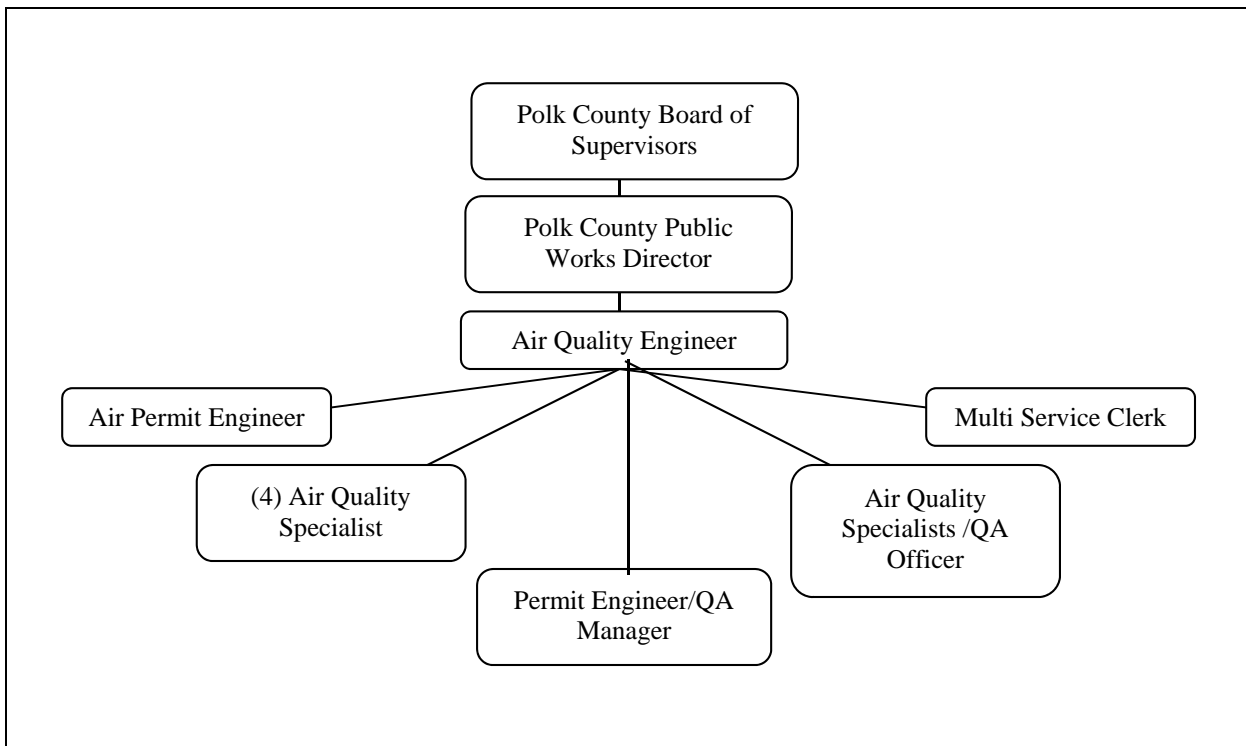 Polk County Board of
Supervisors
Polk County Public
Works Director
Air Quality Engineer
Air Permit Engineer
Multi Service Clerk
(4) Air Quality
Specialist
Air Quality
Specialists /QA
Officer
Permit Engineer/QA
Manager